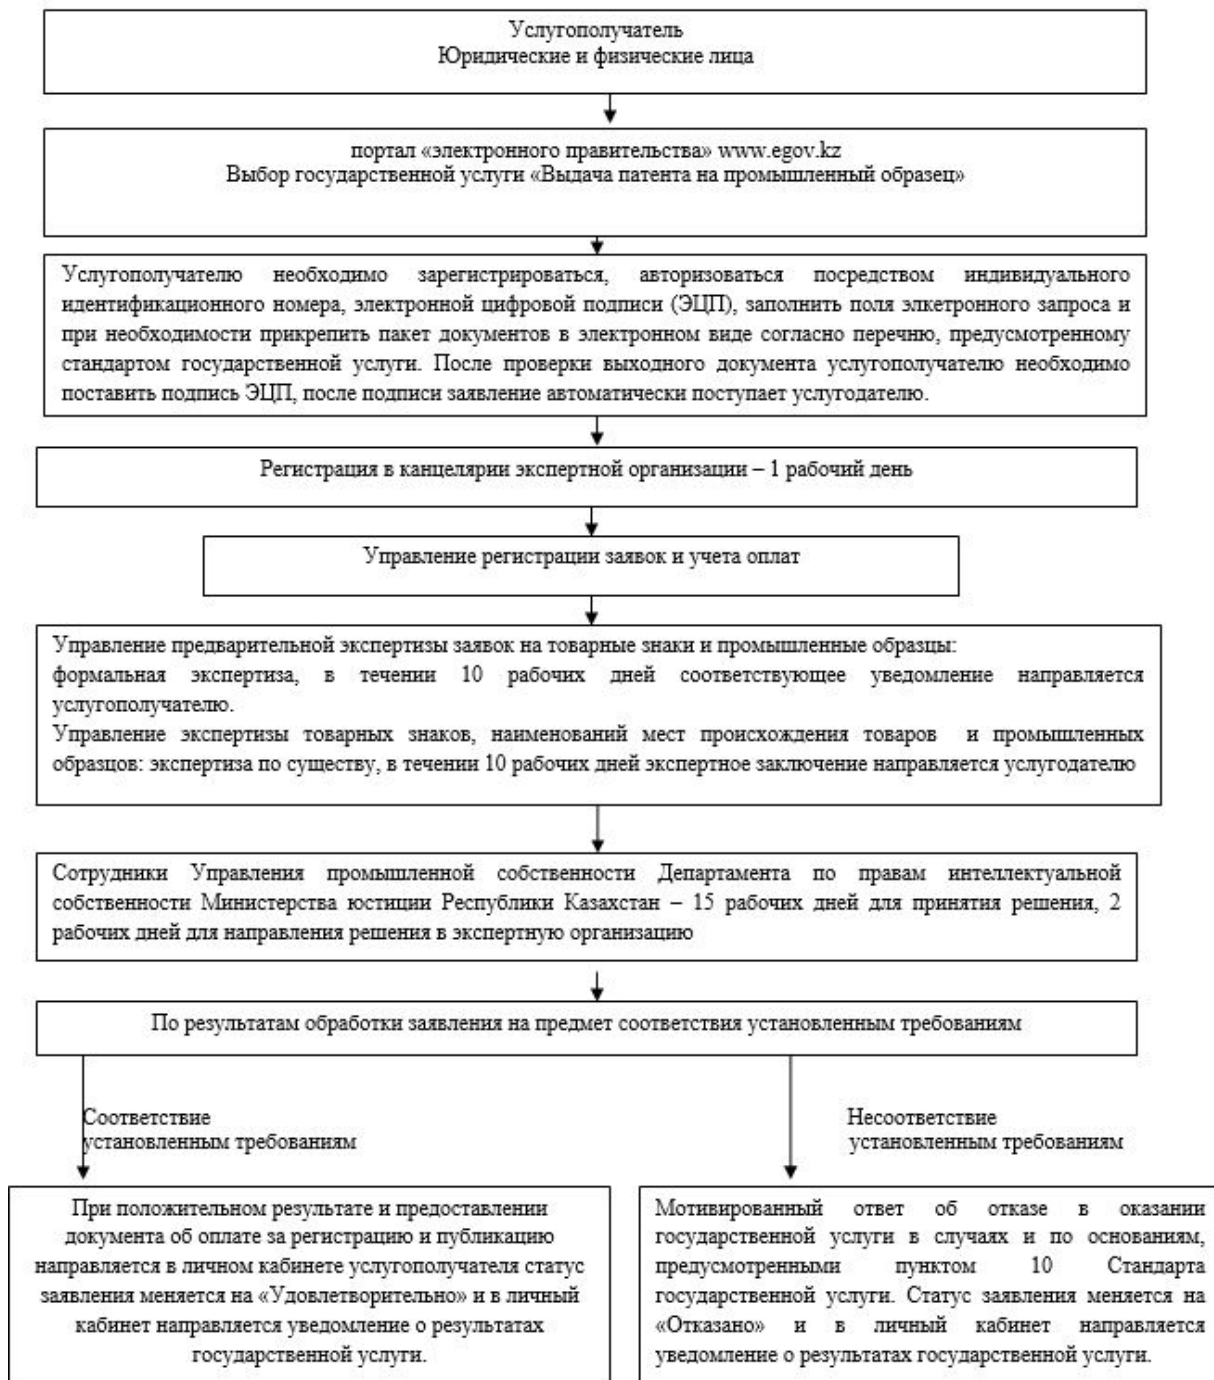 Услугополучатель
Юридические и физические лица
портал «электронного правительства» www.egov.kz
Выбор государственной услуги «Выдача патента на промышленный образец»
Услугополучателю необходимо зарегистрироваться, авторизоваться посредством индивидуального
идентификационного номера, электронной цифровой подписи (ЭЦП), заполнить поля элкетронного запроса и
при необходимости прикрепить пакет документов в электронном виде согласно перечню, предусмотренному
стандартом государственной услуги. После проверки выходного документа услугополучателю необходимо
поставить подпись ЭЦП, после подписи заявление автоматически поступает услугодателю.
Регистрация в канцелярии экспертной организации – 1 рабочий день
Управление регистрации заявок и учета оплат
Управление предварительной экспертизы заявок на товарные знаки и промышленные образцы:
формальная экспертиза, в течении 10 рабочих дней соответствующее уведомление направляется
услугополучателю.
Управление экспертизы товарных знаков, наименований мест происхождения товаров и промышленных
образцов: экспертиза по существу, в течении 10 рабочих дней экспертное заключение направляется услугодателю
Сотрудники Управления промышленной собственности Департамента по правам интеллектуальной
собственности Министерства юстиции Республики Казахстан – 15 рабочих дней для принятия решения, 2
рабочих дней для направления решения в экспертную организацию
По результатам обработки заявления на предмет соответствия установленным требованиям
Соответствие
установленным требованиям
Несоответствие
установленным требованиям
При положительном результате и предоставлении
документа об оплате за регистрацию и публикацию
направляется в личном кабинете услугополучателя статус
заявления меняется на «Удовлетворительно» и в личный
кабинет направляется уведомление о результатах
государственной услуги.
Мотивированный ответ об отказе в оказании
государственной услуги в случаях и по основаниям,
предусмотренными пунктом 10 Стандарта
государственной услуги. Статус заявления меняется на
«Отказано» и в личный кабинет направляется
уведомление о результатах государственной услуги.